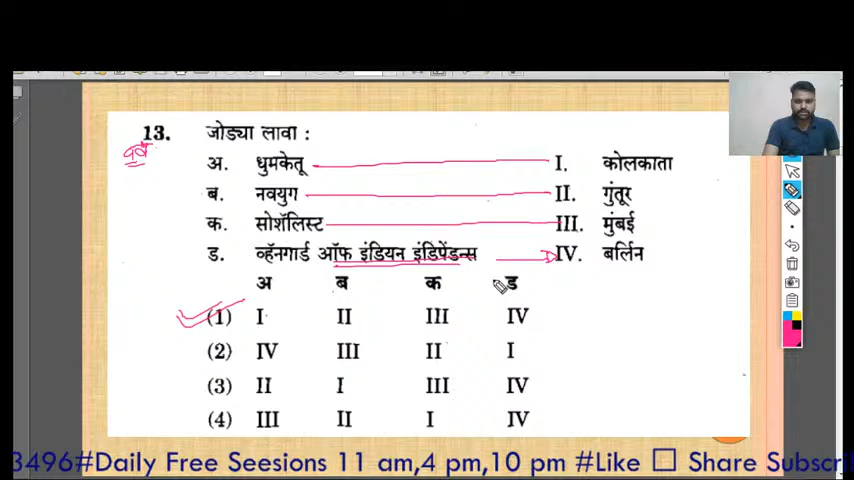 13. जोड्या लावा :
अ. धुमकेतू I. कोलकाता
ब. नवयुग II. गुंतूर
क. सोशॅलिस्ट III. मुंबई
ड. व्हॅनगार्ड ऑफ इंडियन इंडिपेंडन्स IV. बर्लिन
अ ब क ड
(1) I II III IV
(2) IV III II I
(3) II I III IV
(4) III II I IV
3496#Daily Free Seesions 11 am,4 pm,10 pm #Like ☐ Share Subscri